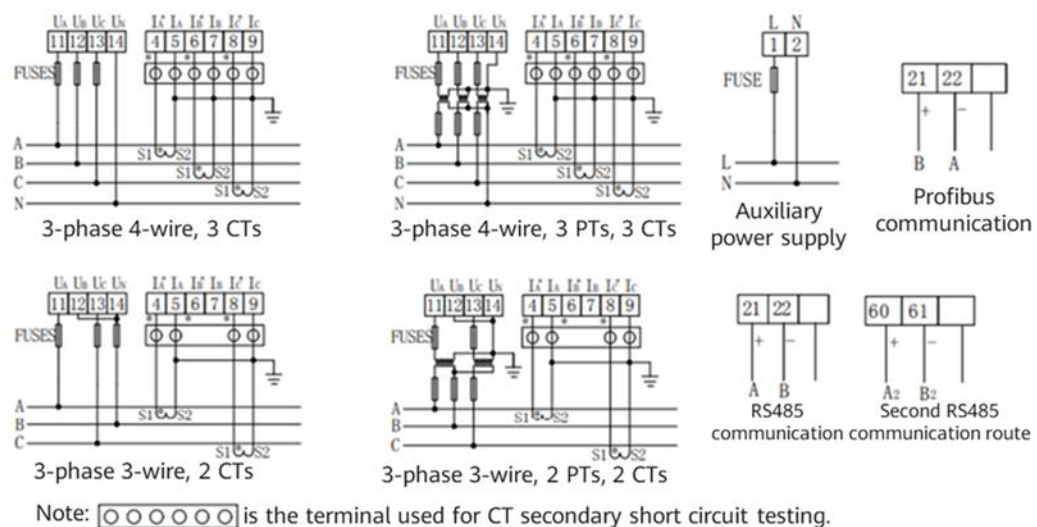 UA UB UC UN IA* IA IB* IB IC* IC
11 12 13 14 4 5 6 7 8 9
FUSES
A
B
C
N
S1 S2
S1 S2
S1 S2
3-phase 4-wire, 3 CTs
UA UB UC UN IA* IA IB* IB IC* IC
11 12 13 14 4 5 6 7 8 9
FUSES
A
B
C
N
S1 S2
S1 S2
S1 S2
3-phase 4-wire, 3 PTs, 3 CTs
L N
1 2
FUSE
L
N
Auxiliary
power supply
21 22
+ -
B A
Profibus
communication
UA UB UC UN IA* IA IB* IB IC* IC
11 12 13 14 4 5 6 7 8 9
FUSES
A
B
C
S1 S2
S1 S2
3-phase 3-wire, 2 CTs
UA UB UC UN IA* IA IB* IB IC* IC
11 12 13 14 4 5 6 7 8 9
FUSES
A
B
C
S1 S2
S1 S2
3-phase 3-wire, 2 PTs, 2 CTs
21 22
+ -
A B
RS485
communication
60 61
+ -
A2 B2
Second RS485
communication route
Note: is the terminal used for CT secondary short circuit testing.